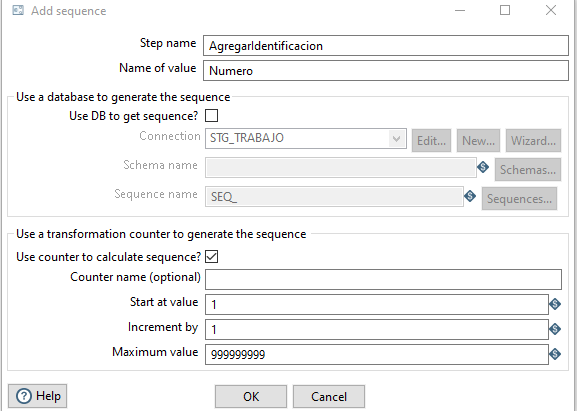 Add sequence
Step name AgregarIdentificacion
Name of value Numero
Use a database to generate the sequence
Use DB to get sequence?
Connection STG_TRABAJO Edit... New... Wizard...
Schema name Schemas...
Sequence name SEQ_ Sequences...
Use a transformation counter to generate the sequence
Use counter to calculate sequence?
Counter name (optional)
Start at value 1
Increment by 1
Maximum value 999999999
Help OK Cancel